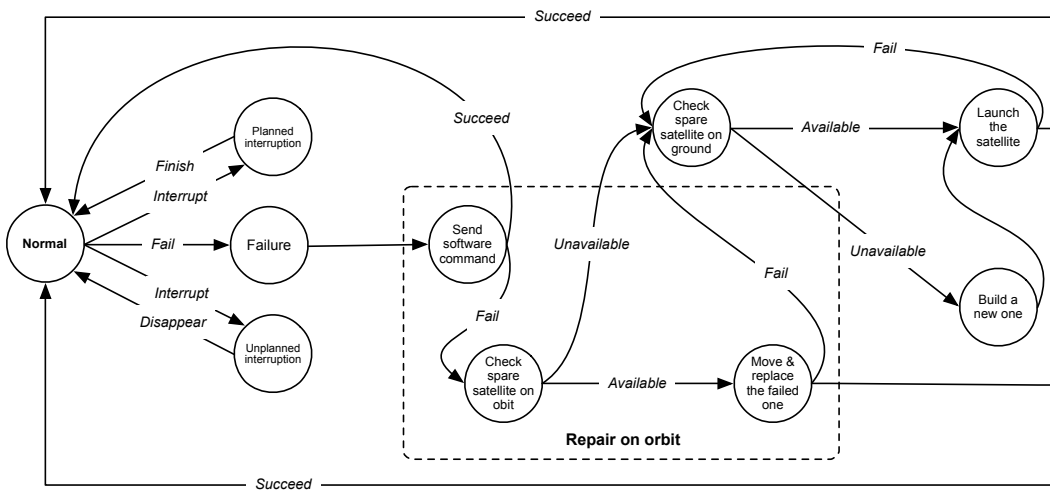 Succeed
Fail
Planned
interruption
Check
spare
satellite on
ground
Available
Launch
the
satellite
Succeed
Finish
Interrupt
Normal
Fail
Failure
Send
software
command
Unavailable
Unavailable
Interrupt
Disappear
Fail
Build a
new one
Unplanned
interruption
Fail
Check
spare
satellite on
obit
Available
Move &
replace
the failed
one
Repair on orbit
Succeed